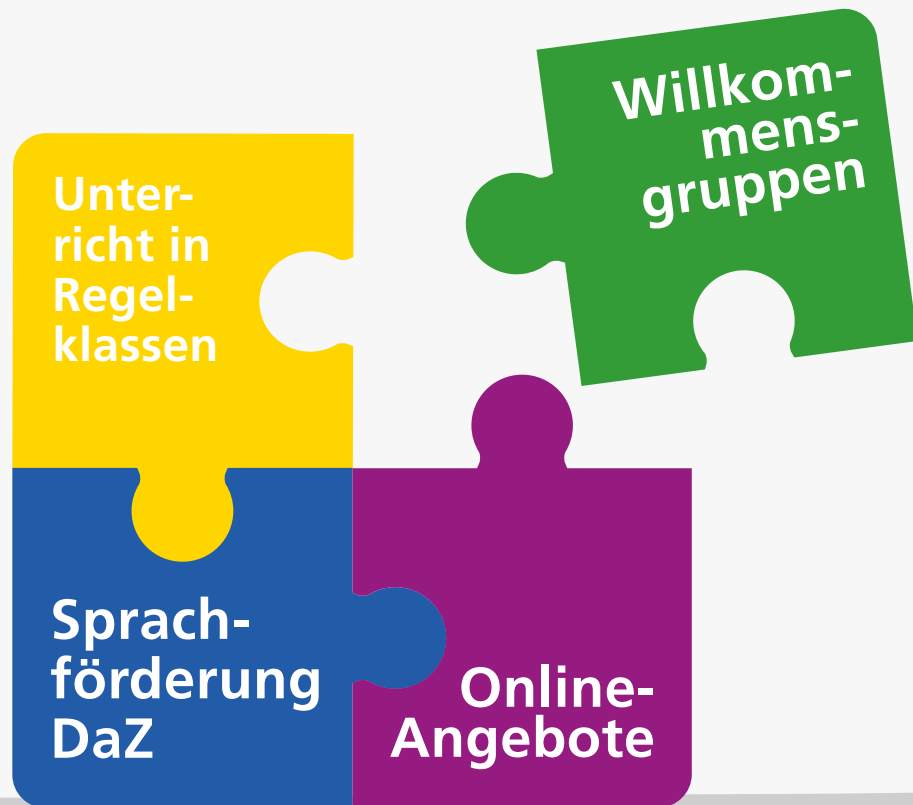 Unter-
richt in
Regel-
klassen
Willkom-
mens-
gruppen
Sprach-
förderung
DaZ
Online-
Angebote